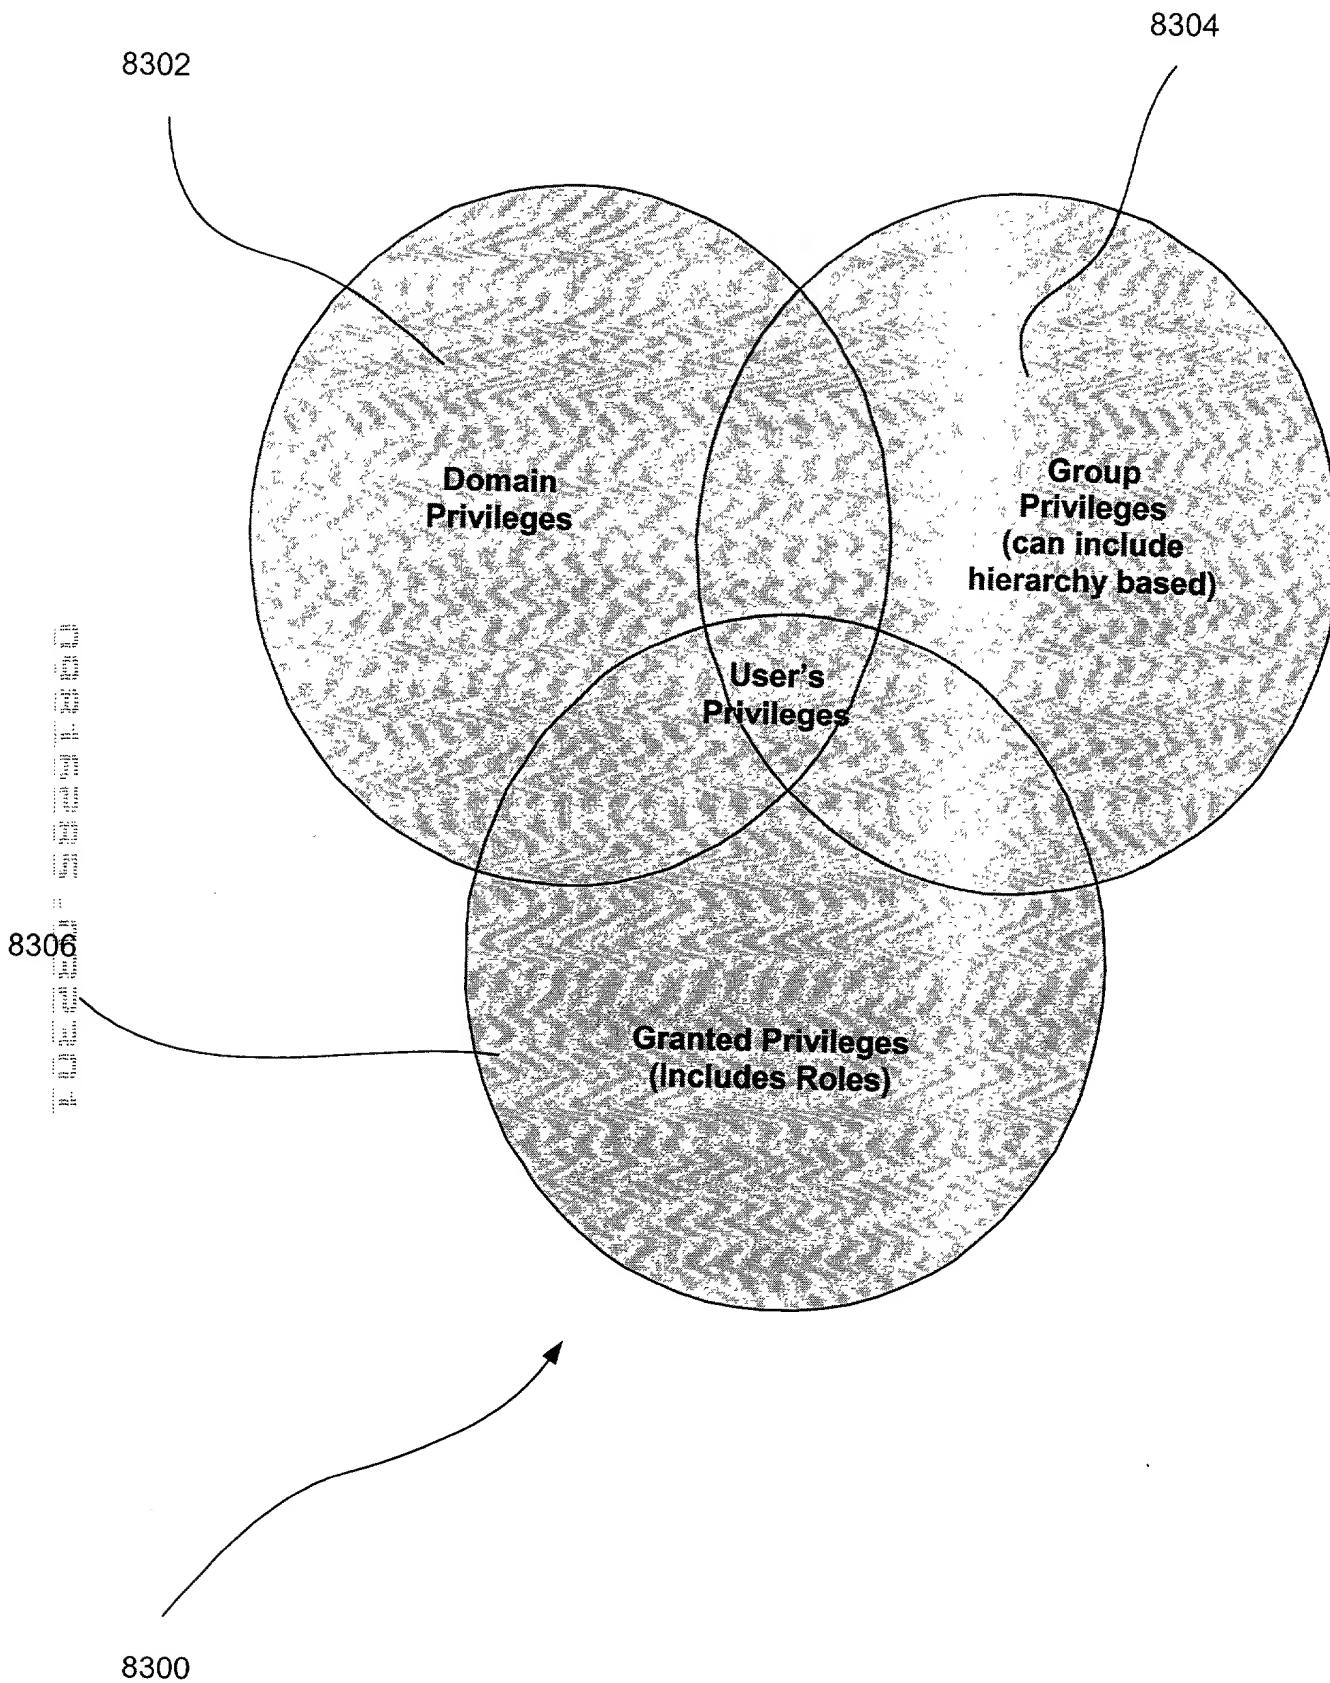 8304
8302
Domain
Privileges
Group
Privileges
(can include
hierarchy based)
User's
Privileges
8306
Granted Privileges
(Includes Roles)
8300